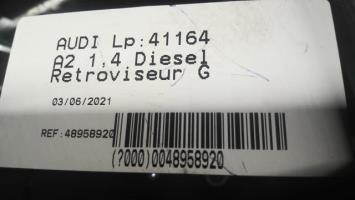 AUDI Lp:41164
A2 1,4 Diesel
Retroviseur G
03/06/2021
REF:48958920
(?000)0048958920